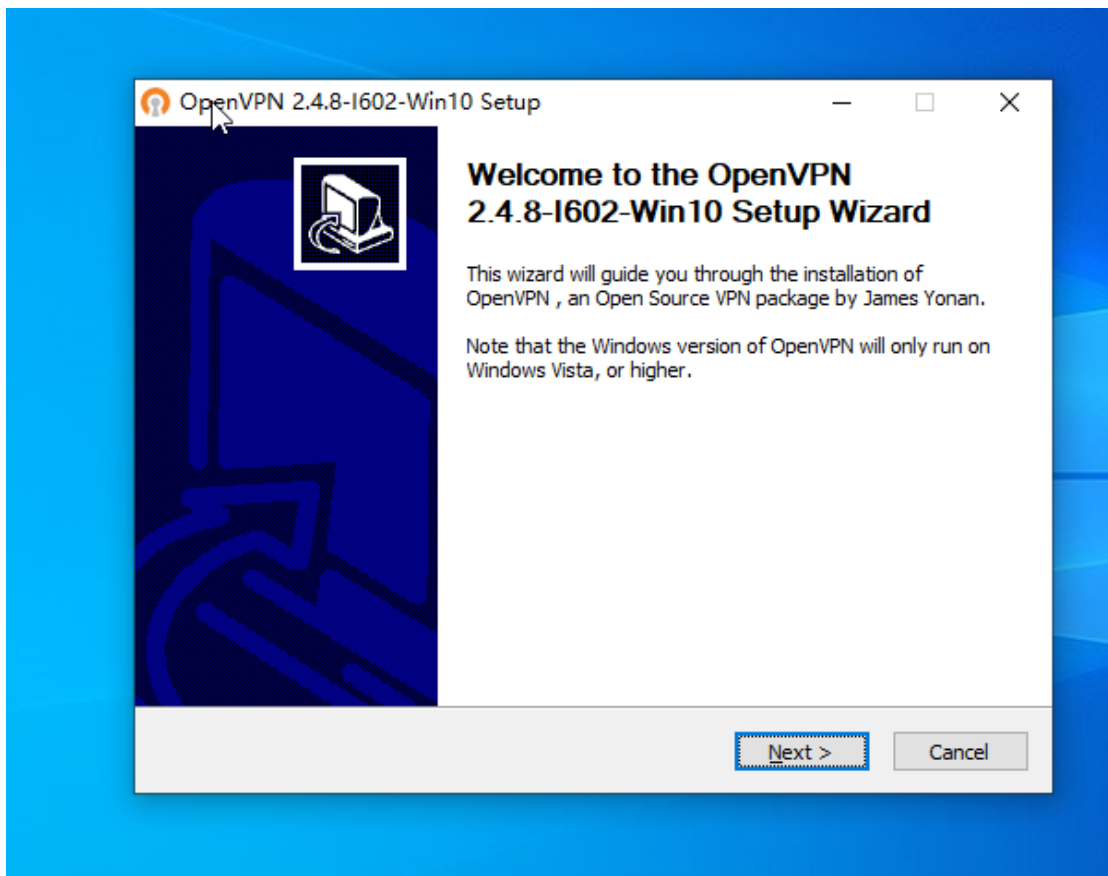 OpenVPN 2.4.8-I602-Win10 Setup
Welcome to the OpenVPN
2.4.8-I602-Win10 Setup Wizard
This wizard will guide you through the installation of
OpenVPN , an Open Source VPN package by James Yonan.
Note that the Windows version of OpenVPN will only run on
Windows Vista, or higher.
Next >
Cancel